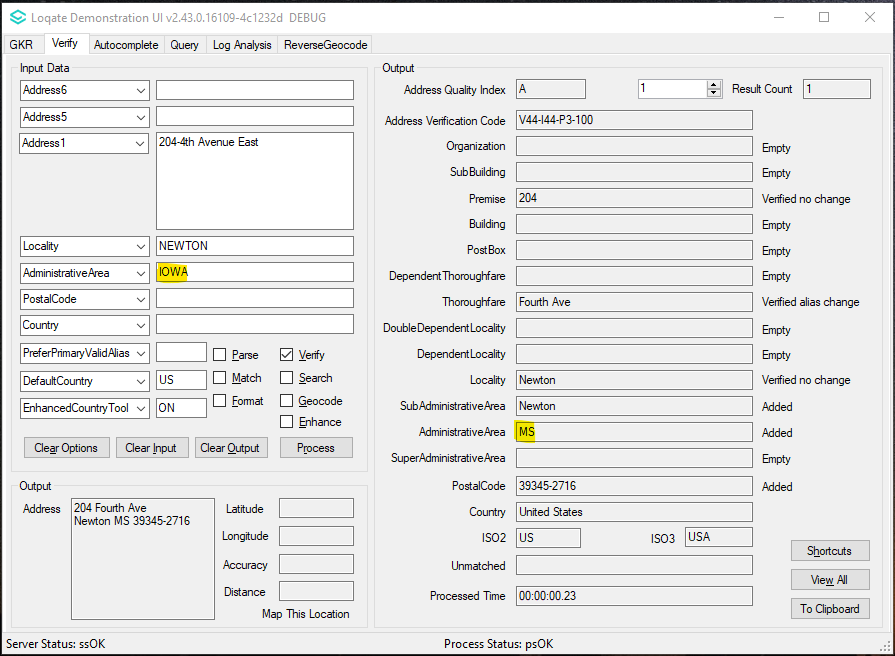 Loqate Demonstration UI v2.43.0.16109-4c1232d DEBUG
GKR Verify Autocomplete Query Log Analysis ReverseGeocode
Input Data
Address6
Address5
Address1 204-4th Avenue East
Locality NEWTON
AdministrativeArea IOWA
PostalCode
Country
PreferPrimaryValidAlias Parse Verify
DefaultCountry US Match Search
EnhancedCountryTool ON Format Geocode
Enhance
Clear Options Clear Input Clear Output Process
Output
Address 204 Fourth Ave
Newton MS 39345-2716
Latitude
Longitude
Accuracy
Distance
Map This Location
Output
Address Quality Index A 1 Result Count 1
Address Verification Code V44-I44-P3-100
Organization Empty
SubBuilding Empty
Premise 204 Verified no change
Building Empty
PostBox Empty
DependentThoroughfare Empty
Thoroughfare Fourth Ave Verified alias change
DoubleDependentLocality Empty
DependentLocality Empty
Locality Newton Verified no change
SubAdministrativeArea Newton Added
AdministrativeArea MS Added
SuperAdministrativeArea Empty
PostalCode 39345-2716 Added
Country United States
ISO2 US ISO3 USA
Unmatched
Processed Time 00:00:00.23
Shortcuts
View All
To Clipboard
Server Status: ssOK Process Status: psOK